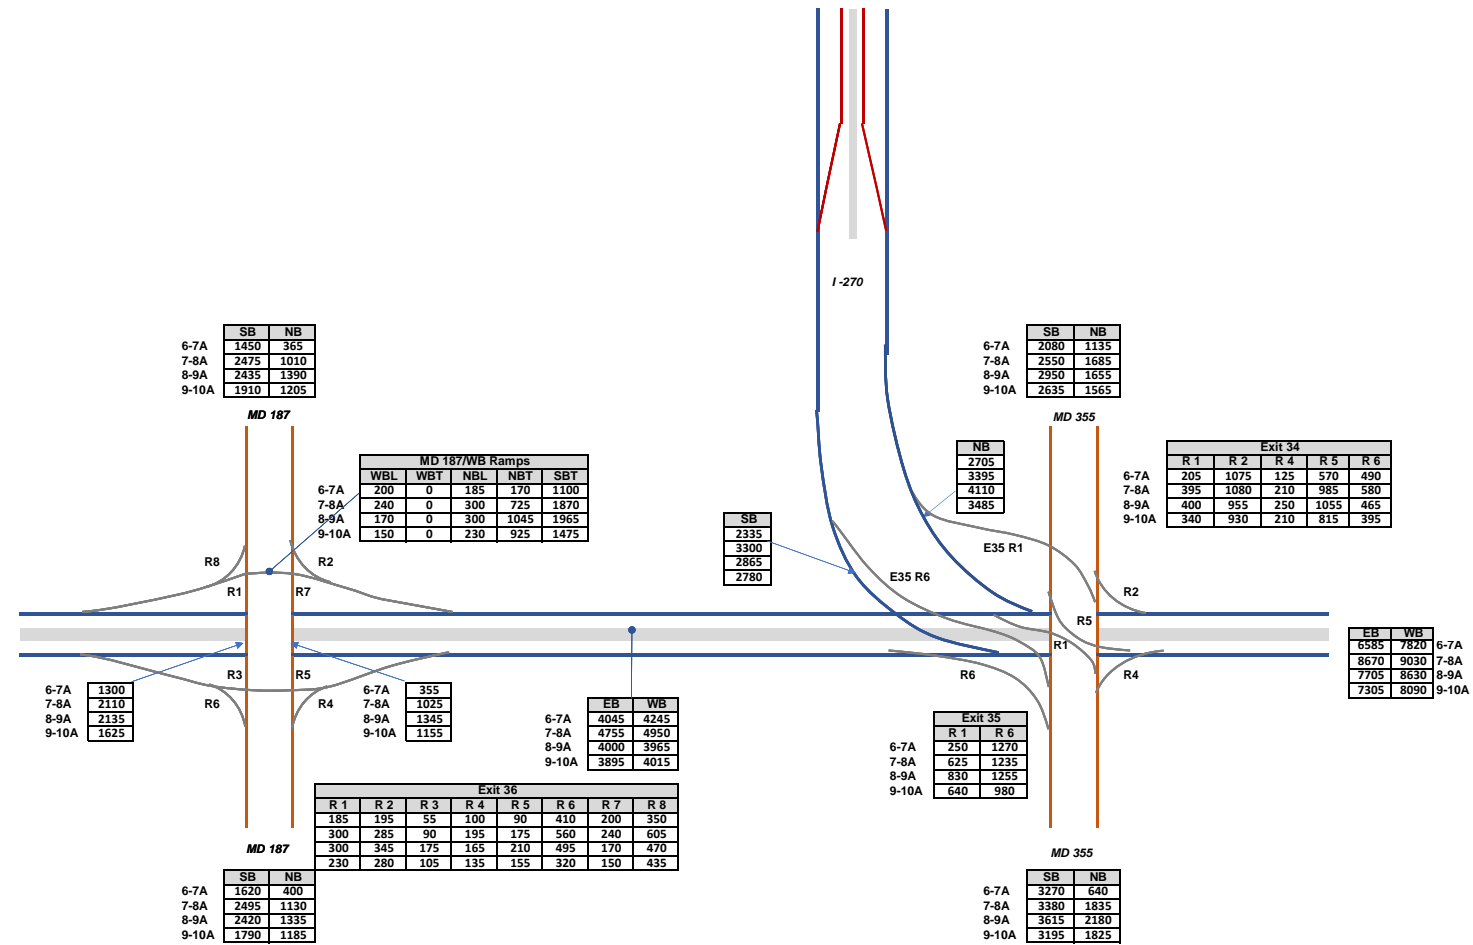 I -270
SB NB
6-7A 1450 365
7-8A 2475 1010
8-9A 2435 1390
9-10A 1910 1205
MD 187
SB NB
6-7A 2080 1135
7-8A 2550 1685
8-9A 2950 1655
9-10A 2635 1565
MD 355
MD 187/WB Ramps
WBL WBT NBL NBT SBT
6-7A 200 0 185 170 1100
7-8A 240 0 300 725 1870
8-9A 170 0 300 1045 1965
9-10A 150 0 230 925 1475
NB
2705
3395
4110
3485
Exit 34
R 1 R 2 R 4 R 5 R 6
6-7A 205 1075 125 570 490
7-8A 395 1080 210 985 580
8-9A 400 955 250 1055 465
9-10A 340 930 210 815 395
SB
2335
3300
2865
2780
E35 R1
E35 R6
R8
R2
R1
R7
R2
R5
R1
R3
R5
R6
R4
R6
R4
EB WB
6585 7820 6-7A
8670 9030 7-8A
7705 8630 8-9A
7305 8090 9-10A
6-7A 1300
7-8A 2110
8-9A 2135
9-10A 1625
6-7A 355
7-8A 1025
8-9A 1345
9-10A 1155
EB WB
6-7A 4045 4245
7-8A 4755 4950
8-9A 4000 3965
9-10A 3895 4015
Exit 35
R 1 R 6
6-7A 250 1270
7-8A 625 1235
8-9A 830 1255
9-10A 640 980
Exit 36
R 1 R 2 R 3 R 4 R 5 R 6 R 7 R 8
185 195 55 100 90 410 200 350
300 285 90 195 175 560 240 605
300 345 175 165 210 495 170 470
230 280 105 135 155 320 150 435
MD 187
SB NB
6-7A 1620 400
7-8A 2495 1130
8-9A 2420 1335
9-10A 1790 1185
MD 355
SB NB
6-7A 3270 640
7-8A 3380 1835
8-9A 3615 2180
9-10A 3195 1825